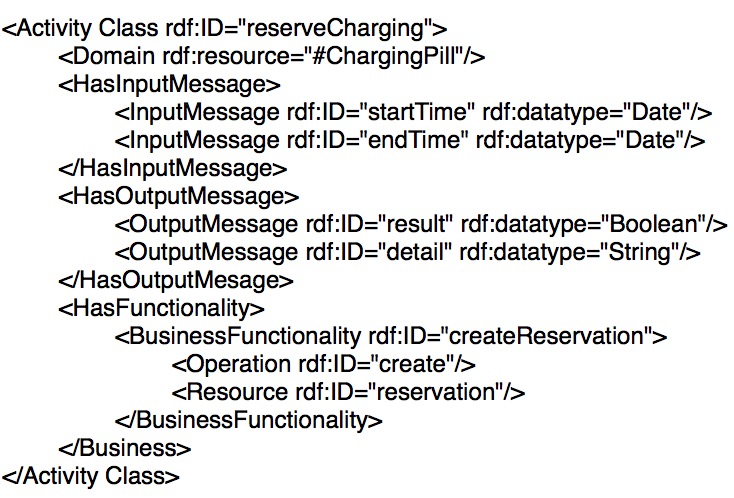 <Activity Class rdf:ID="reserveCharging">
<Domain rdf:resource="#ChargingPill"/>
<HasInputMessage>
<InputMessage rdf:ID="startTime" rdf:datatype="Date"/>
<InputMessage rdf:ID="endTime" rdf:datatype="Date"/>
</HasInputMessage>
<HasOutputMessage>
<OutputMessage rdf:ID="result" rdf:datatype="Boolean"/>
<OutputMessage rdf:ID="detail" rdf:datatype="String"/>
</HasOutputMesage>
<HasFunctionality>
<BusinessFunctionality rdf:ID="createReservation">
<Operation rdf:ID="create"/>
<Resource rdf:ID="reservation"/>
</BusinessFunctionality>
</Business>
</Activity Class>